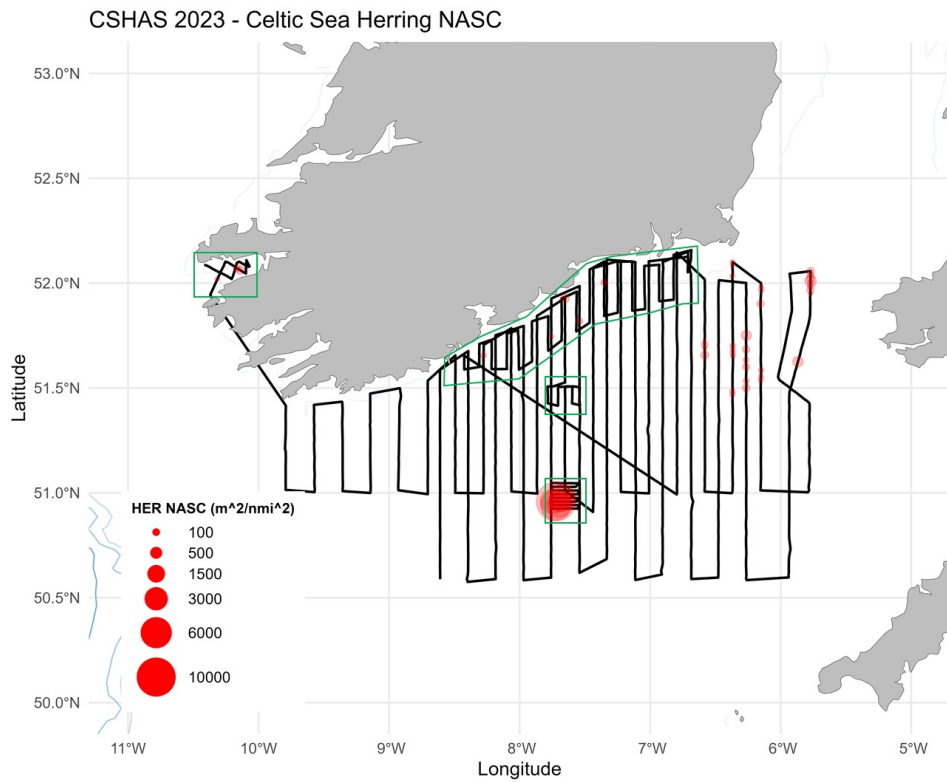 CSHAS 2023 - Celtic Sea Herring NASC
53.0°N
52.5°N
52.0°N
51.5°N
51.0°N
50.5°N
50.0°N
Latitude
HER NASC (m^2/nmi^2)
100
500
1500
3000
6000
10000
11°W
10°W
9°W
8°W
7°W
6°W
5°W
Longitude